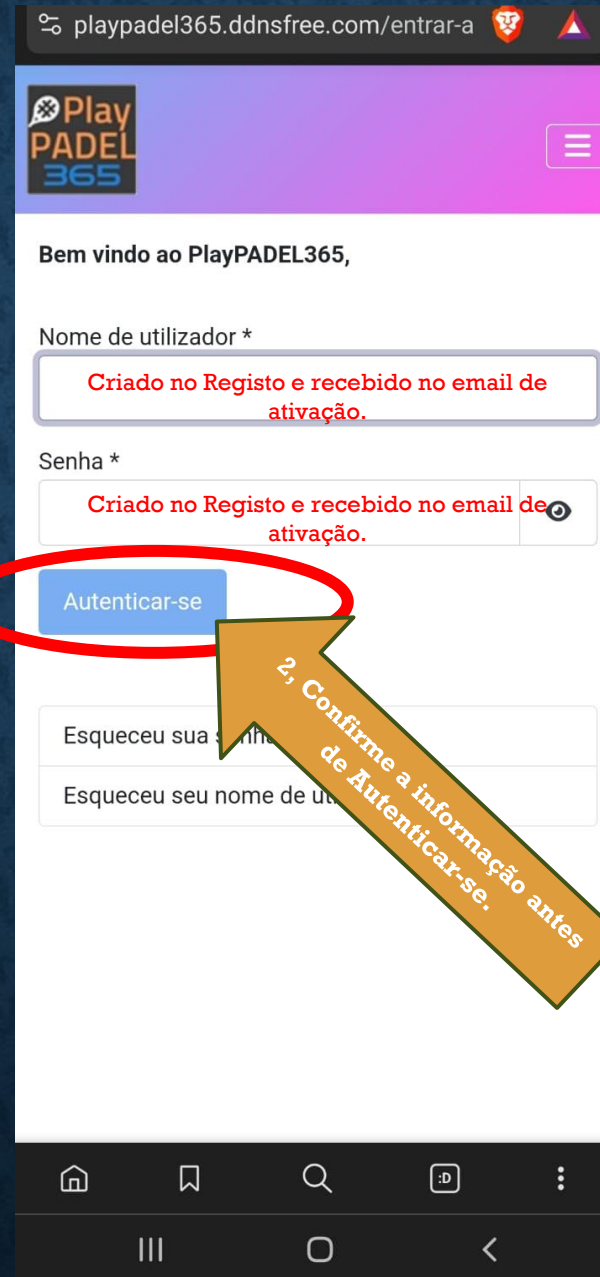 playpadel365.ddnsfree.com/entrar-a
Play
PADEL
365
Bem vindo ao PlayPADEL365,
Nome de utilizador *
Criado no Registo e recebido no email de
ativação.
Senha *
Criado no Registo e recebido no email de
ativação.
Autenticar-se
2, Confirme a informação antes
de Autenticar-se.
Esqueceu sua
Esqueceu seu nome de
:D